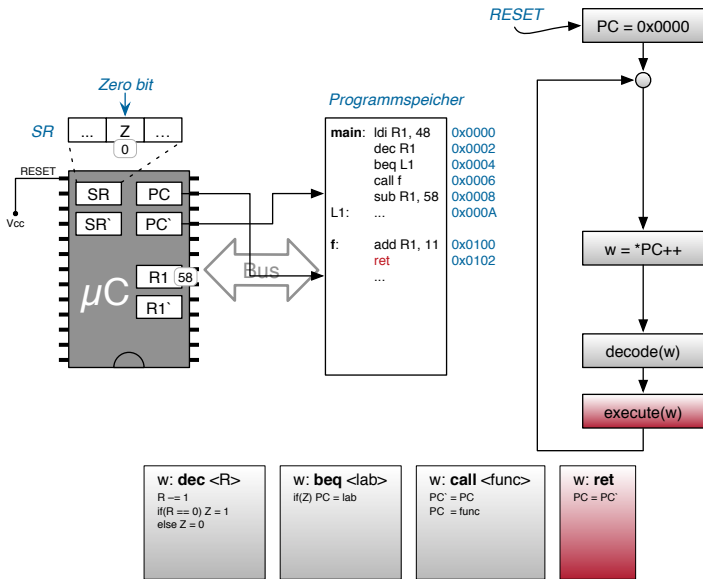 RESET
PC = 0x0000
Zero bit
Programmspeicher
SR
... Z ...
0
main: ldi R1, 48 0x0000
dec R1 0x0002
beq L1 0x0004
call f 0x0006
sub R1, 58 0x0008
L1: ... 0x000A
f: add R1, 11 0x0100
ret 0x0102
...
RESET
Vcc
SR PC
SR` PC`
R1 58
R1`
µC
Bus
w = *PC++
decode(w)
execute(w)
w: dec <R>
R −= 1
if(R == 0) Z = 1
else Z = 0
w: beq <lab>
if(Z) PC = lab
w: call <func>
PC` = PC
PC = func
w: ret
PC = PC`